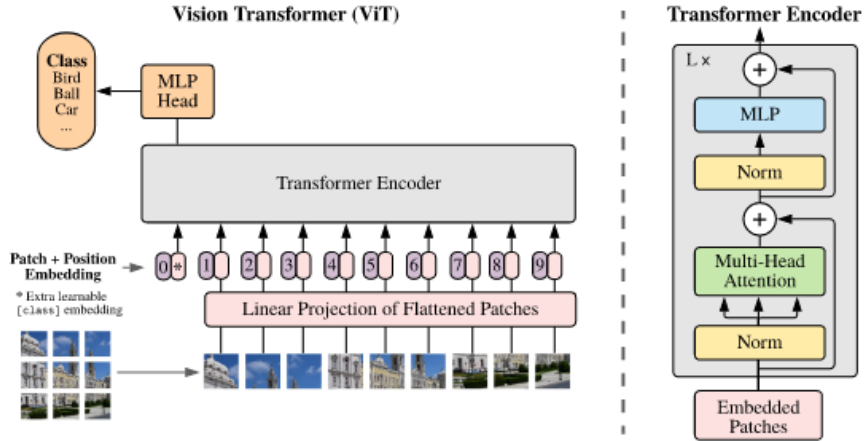 Vision Transformer (ViT)
Class
Bird
Ball
Car
...
MLP
Head
Transformer Encoder
Patch + Position
Embedding
0 * 1 2 3 4 5 6 7 8 9
* Extra learnable
[class] embedding
Linear Projection of Flattened Patches
Transformer Encoder
L ×
+
MLP
Norm
+
Multi-Head
Attention
Norm
Embedded
Patches